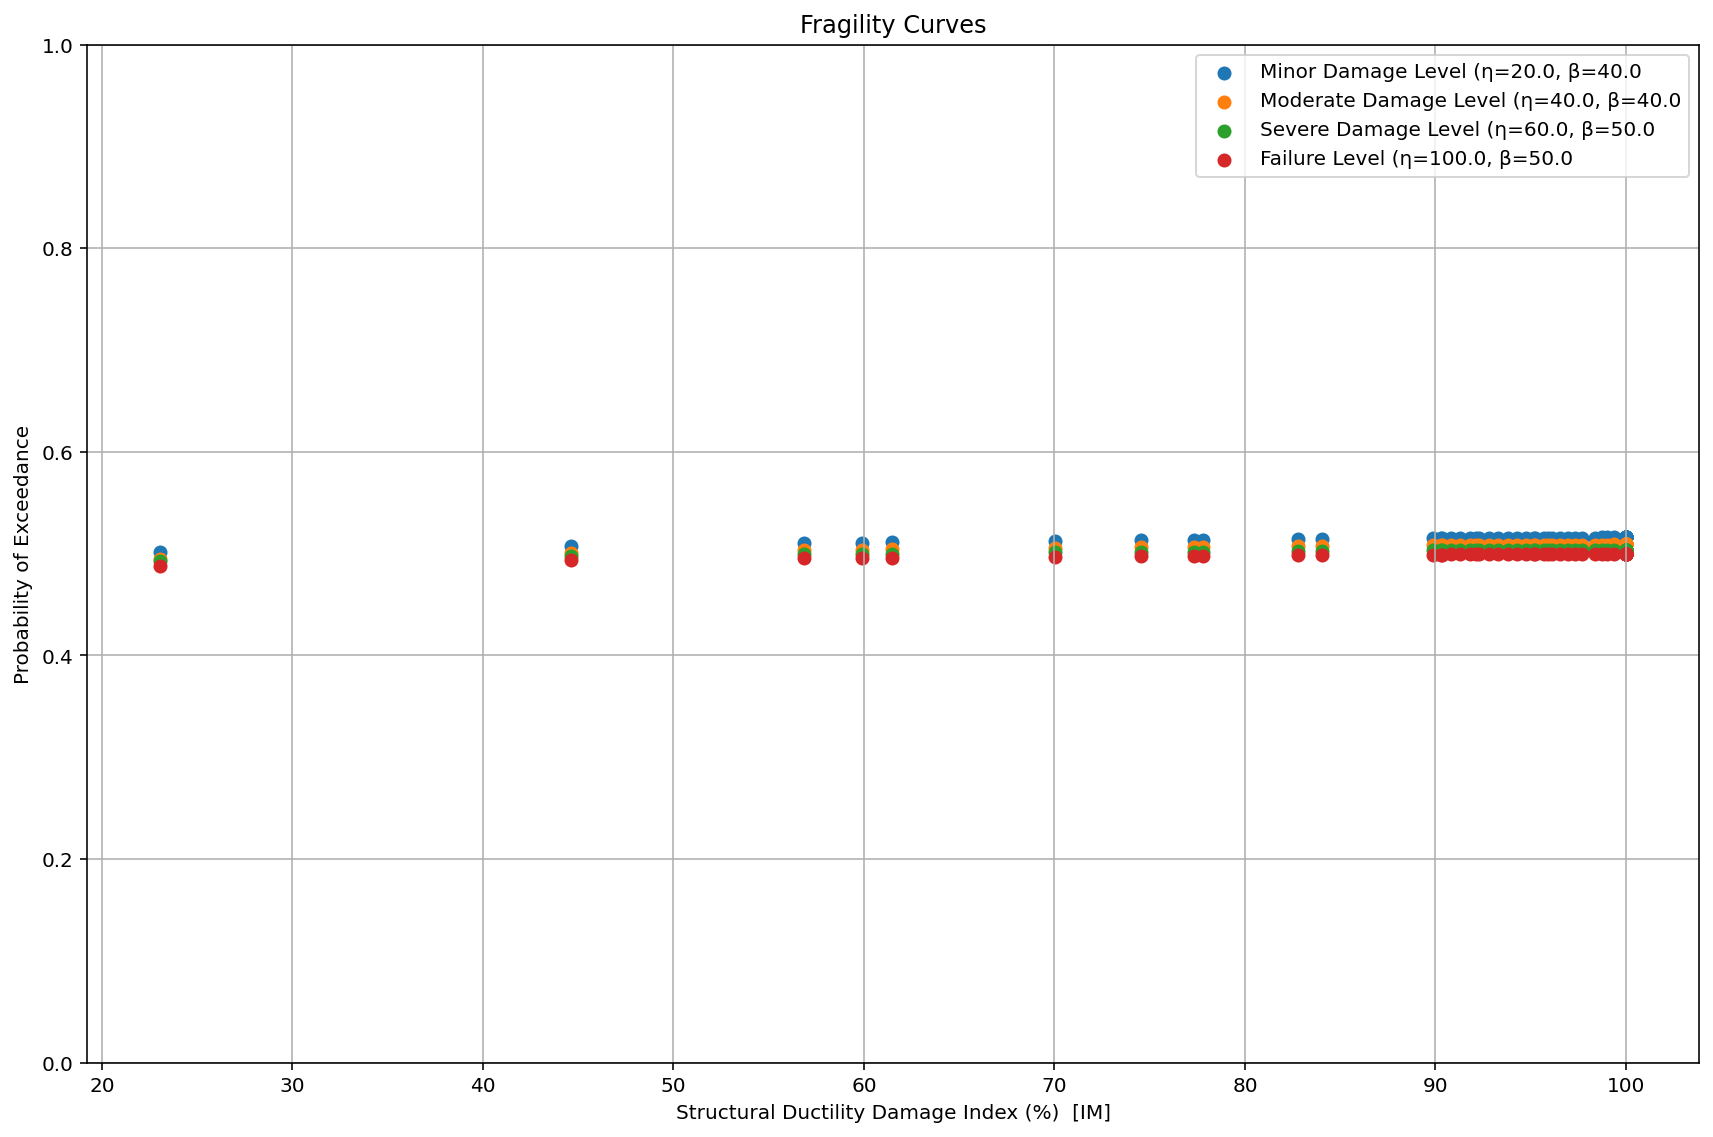 Fragility Curves
Minor Damage Level (η=20.0, β=40.0
Moderate Damage Level (η=40.0, β=40.0
Severe Damage Level (η=60.0, β=50.0
Failure Level (η=100.0, β=50.0
Probability of Exceedance
1.0
0.8
0.6
0.4
0.2
0.0
20 30 40 50 60 70 80 90 100
Structural Ductility Damage Index (%)  [IM]